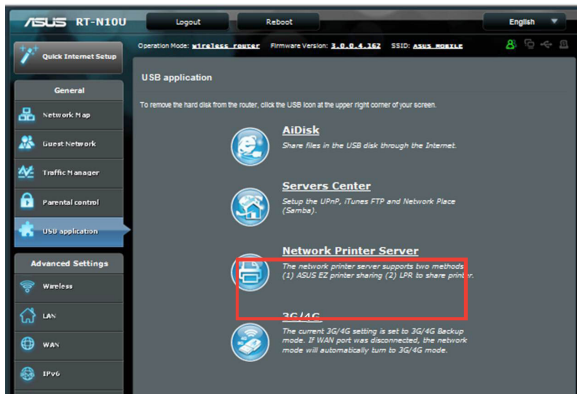 ASUS RT-N10U Logout Reboot English
Operation Mode: wireless router Firmware Version: 3.0.0.4.162 SSID: ASUS MOBILE
Quick Internet Setup
General
Network Map
Guest Network
Traffic Manager
Parental control
USB application
Advanced Settings
Wireless
LAN
WAN
IPv6
USB application
To remove the hard disk from the router, click the USB icon at the upper right corner of your screen.
AiDisk
Share files in the USB disk through the Internet.
Servers Center
Setup the UPnP, iTunes FTP and Network Place
(Samba).
Network Printer Server
The network printer server supports two methods
(1) ASUS EZ printer sharing (2) LPR to share printer.
3G/4G
The current 3G/4G setting is set to 3G/4G Backup
mode. If WAN port was disconnected, the network
mode will automatically turn to 3G/4G mode.